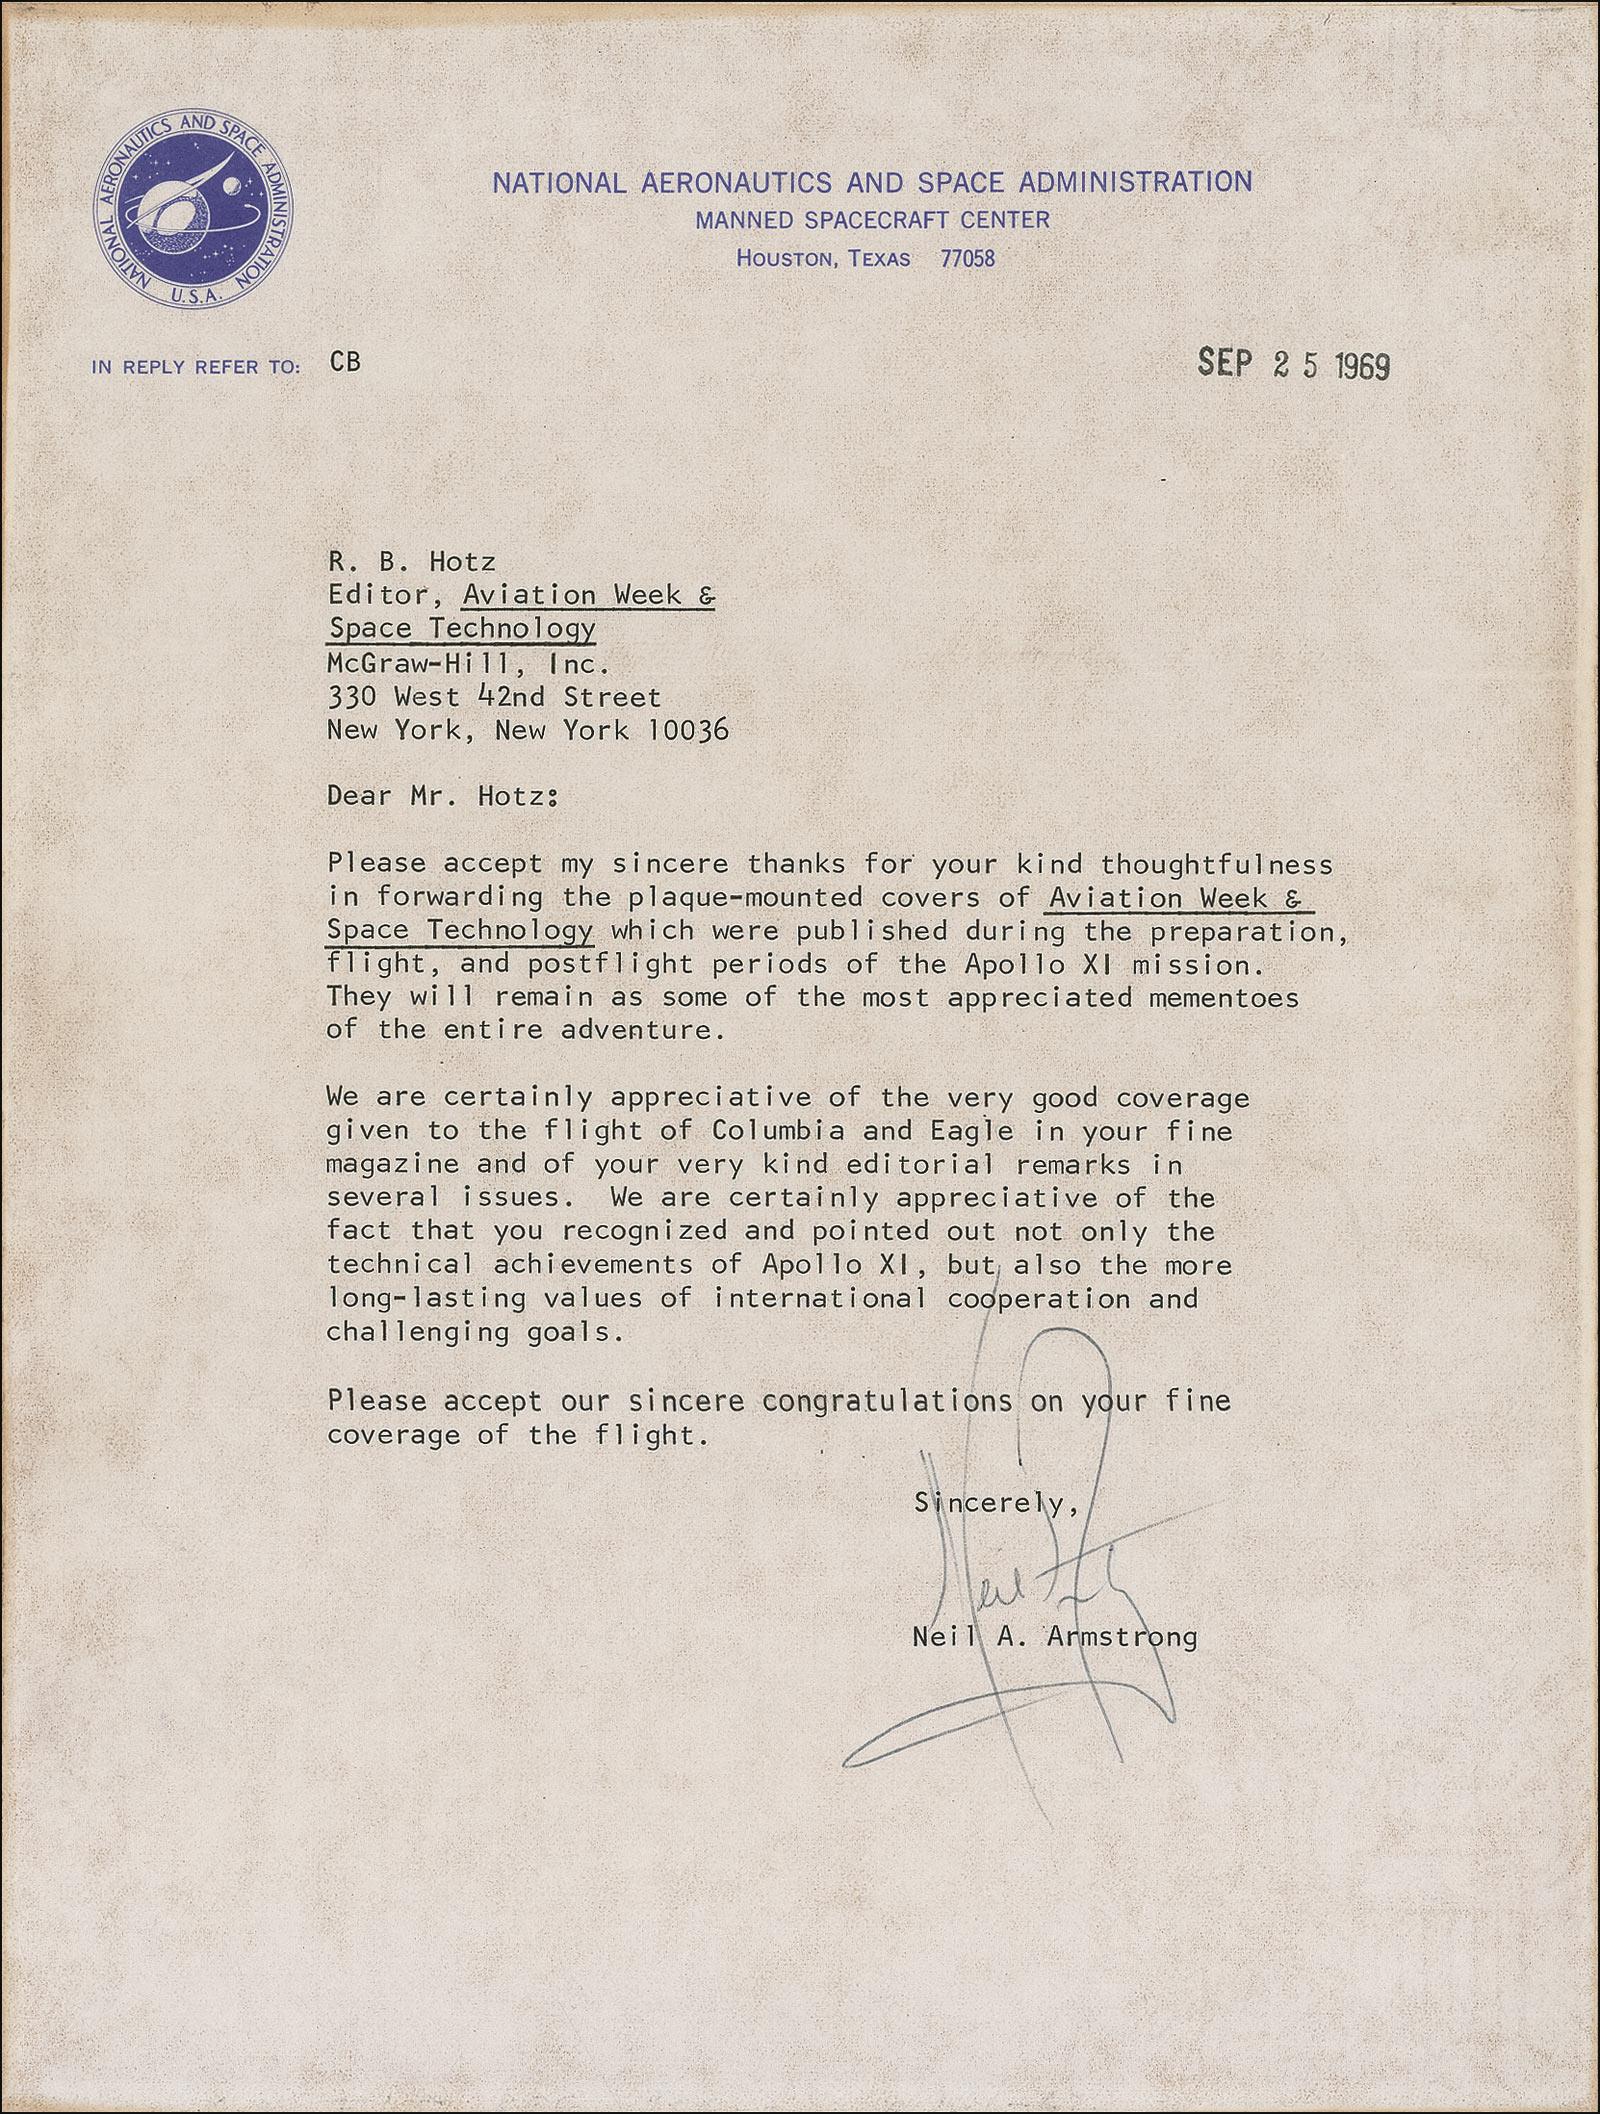 NATIONAL AERONAUTICS AND SPACE ADMINISTRATION
U.S.A.
NATIONAL AERONAUTICS AND SPACE ADMINISTRATION
MANNED SPACECRAFT CENTER
HOUSTON, TEXAS 77058
IN REPLY REFER TO: CB
SEP 25 1969
R. B. Hotz
Editor, Aviation Week &
Space Technology
McGraw-Hill, Inc.
330 West 42nd Street
New York, New York 10036
Dear Mr. Hotz:
Please accept my sincere thanks for your kind thoughtfulness
in forwarding the plaque-mounted covers of Aviation Week &
Space Technology which were published during the preparation,
flight, and postflight periods of the Apollo XI mission.
They will remain as some of the most appreciated mementoes
of the entire adventure.
We are certainly appreciative of the very good coverage
given to the flight of Columbia and Eagle in your fine
magazine and of your very kind editorial remarks in
several issues. We are certainly appreciative of the
fact that you recognized and pointed out not only the
technical achievements of Apollo XI, but also the more
long-lasting values of international cooperation and
challenging goals.
Please accept our sincere congratulations on your fine
coverage of the flight.
Sincerely,
Neil
Neil A. Armstrong